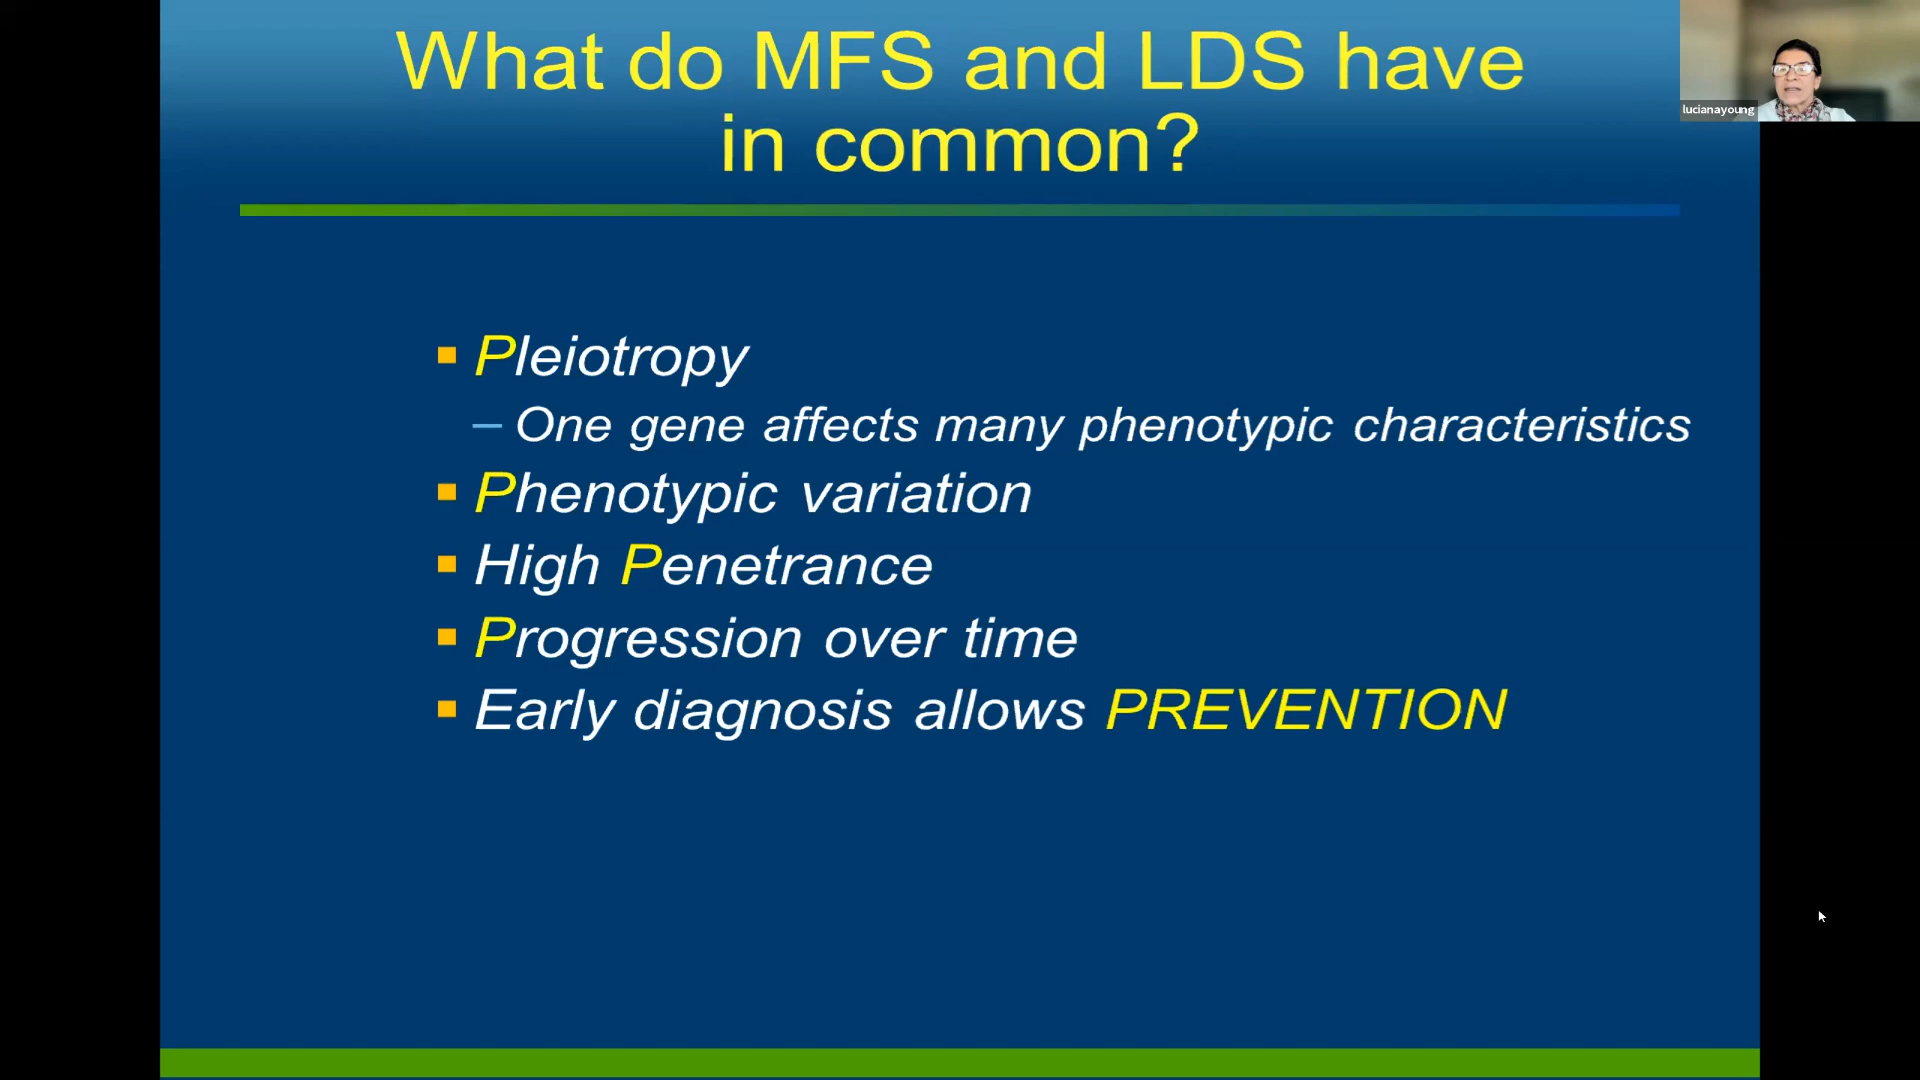 What do MFS and LDS have
in common?
lucianayoung
Pleiotropy
– One gene affects many phenotypic characteristics
Phenotypic variation
High Penetrance
Progression over time
Early diagnosis allows PREVENTION